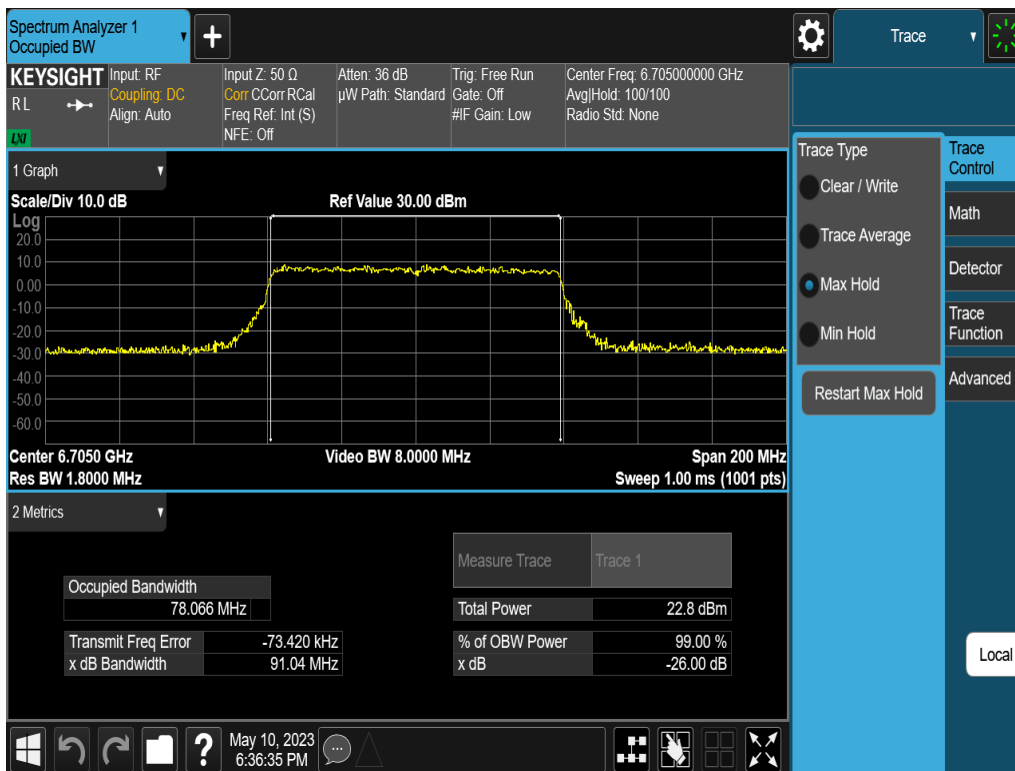 Spectrum Analyzer 1
Occupied BW
Trace
KEYSIGHT
RL
LXI
Input: RF
Coupling: DC
Align: Auto
Input Z: 50 Ω
Corr CCorr RCal
Freq Ref: Int (S)
NFE: Off
Atten: 36 dB
µW Path: Standard
Trig: Free Run
Gate: Off
#IF Gain: Low
Center Freq: 6.705000000 GHz
Avg|Hold: 100/100
Radio Std: None
1 Graph
Scale/Div 10.0 dB
Ref Value 30.00 dBm
Log
20.0
10.0
0.00
-10.0
-20.0
-30.0
-40.0
-50.0
-60.0
Center 6.7050 GHz
Video BW 8.0000 MHz
Span 200 MHz
Res BW 1.8000 MHz
Sweep 1.00 ms (1001 pts)
2 Metrics
Measure Trace
Trace 1
Occupied Bandwidth
78.066 MHz
Total Power
22.8 dBm
Transmit Freq Error
-73.420 kHz
% of OBW Power
99.00 %
x dB Bandwidth
91.04 MHz
x dB
-26.00 dB
Trace Type
Clear / Write
Trace Average
Max Hold
Min Hold
Restart Max Hold
Trace
Control
Math
Detector
Trace
Function
Advanced
Local
?
May 10, 2023
6:36:35 PM